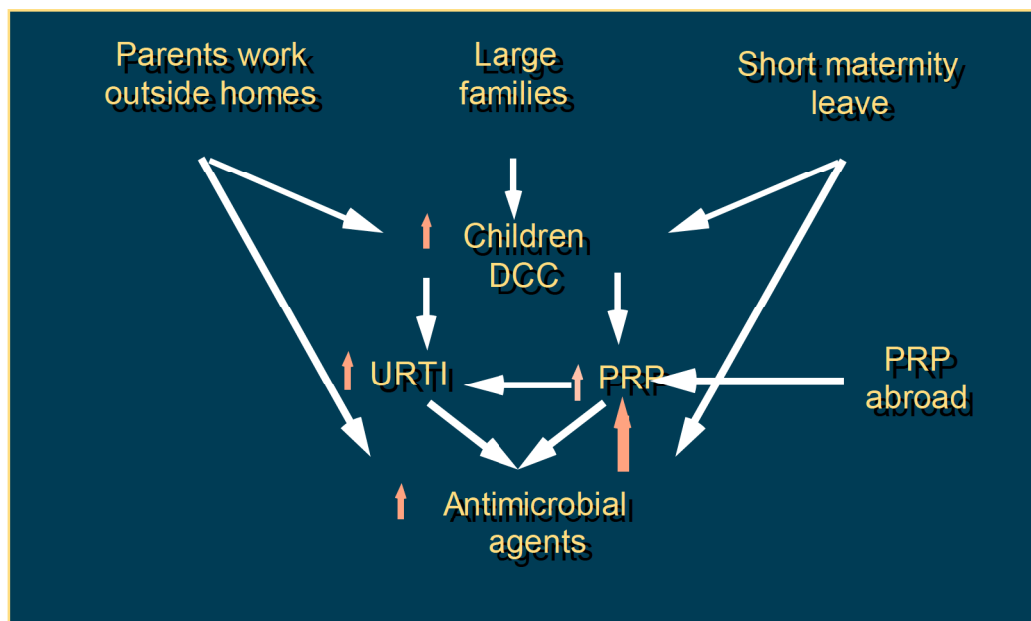 Parents work
outside homes
Large
families
Short maternity
leave
Children
DCC
URTI
PRP
PRP
abroad
Antimicrobial
agents